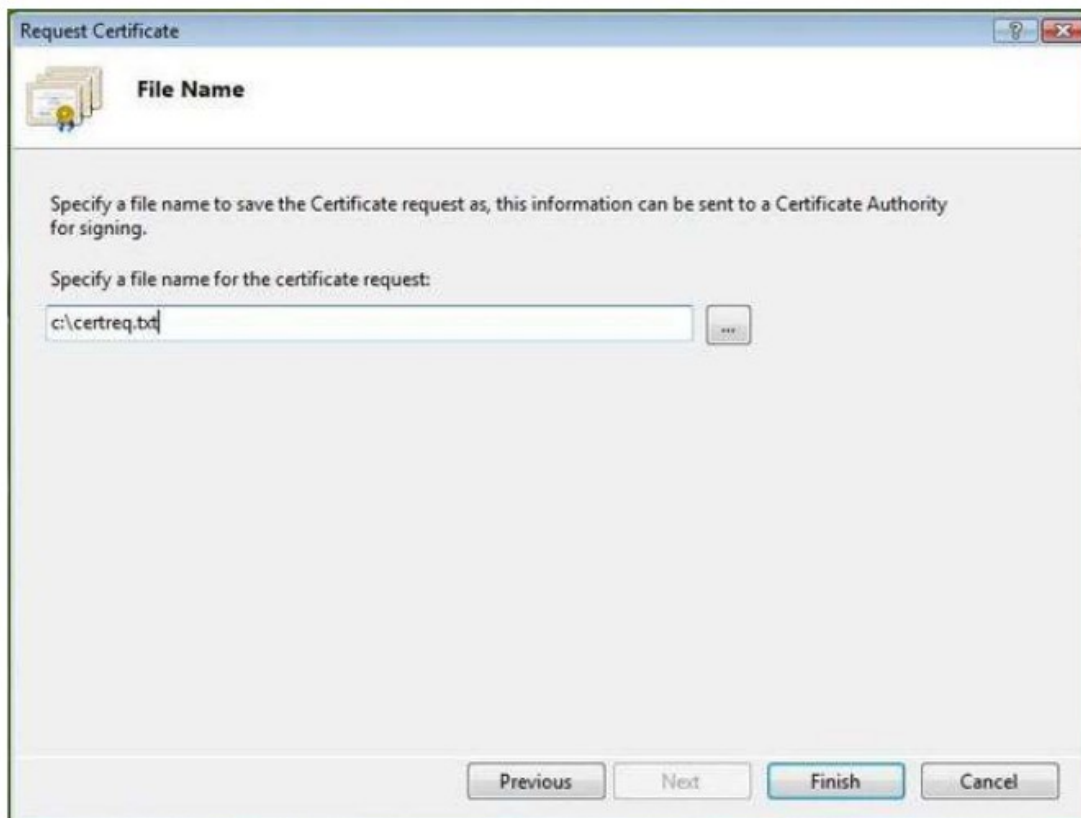 Request Certificate
File Name
Specify a file name to save the Certificate request as, this information can be sent to a Certificate Authority
for signing.
Specify a file name for the certificate request:
c:\certreq.txt
...
Previous
Next
Finish
Cancel